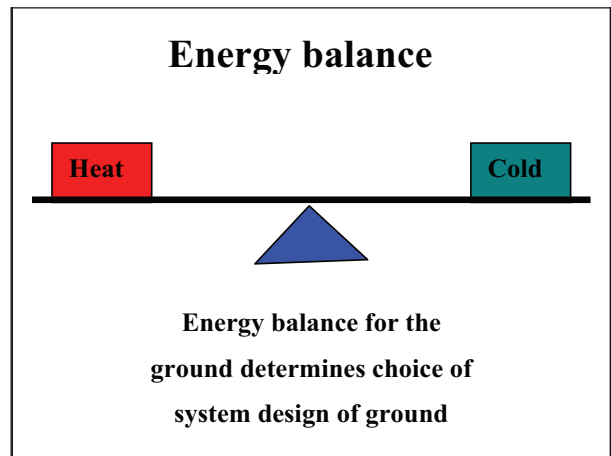 Energy balance
Heat Cold
Energy balance for the
ground determines choice of
system design of ground